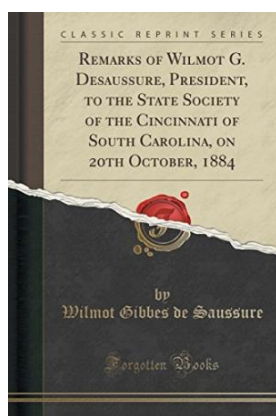 CLASSIC REPRINT SERIES
REMARKS OF WILMOT G.
DESAUSSURE, PRESIDENT,
TO THE STATE SOCIETY
OF THE CINCINNATI OF
SOUTH CAROLINA, ON
20TH OCTOBER, 1884
F
by
Wilmot Gibbes de Saussure
Forgotten Books